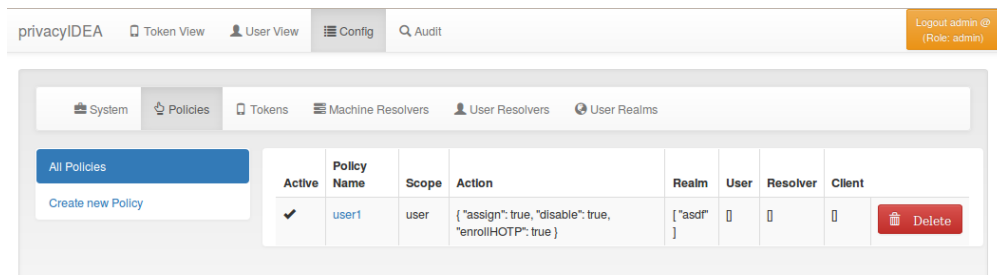 privacyIDEA Token View User View Config Audit Logout admin @
(Role: admin)
System Policies Tokens Machine Resolvers User Resolvers User Realms
All Policies
Create new Policy
Active Policy Name Scope Action Realm User Resolver Client
user1 user { "assign": true, "disable": true, [ "asdf" [] [] [] Delete
"enrollHOTP": true } ]